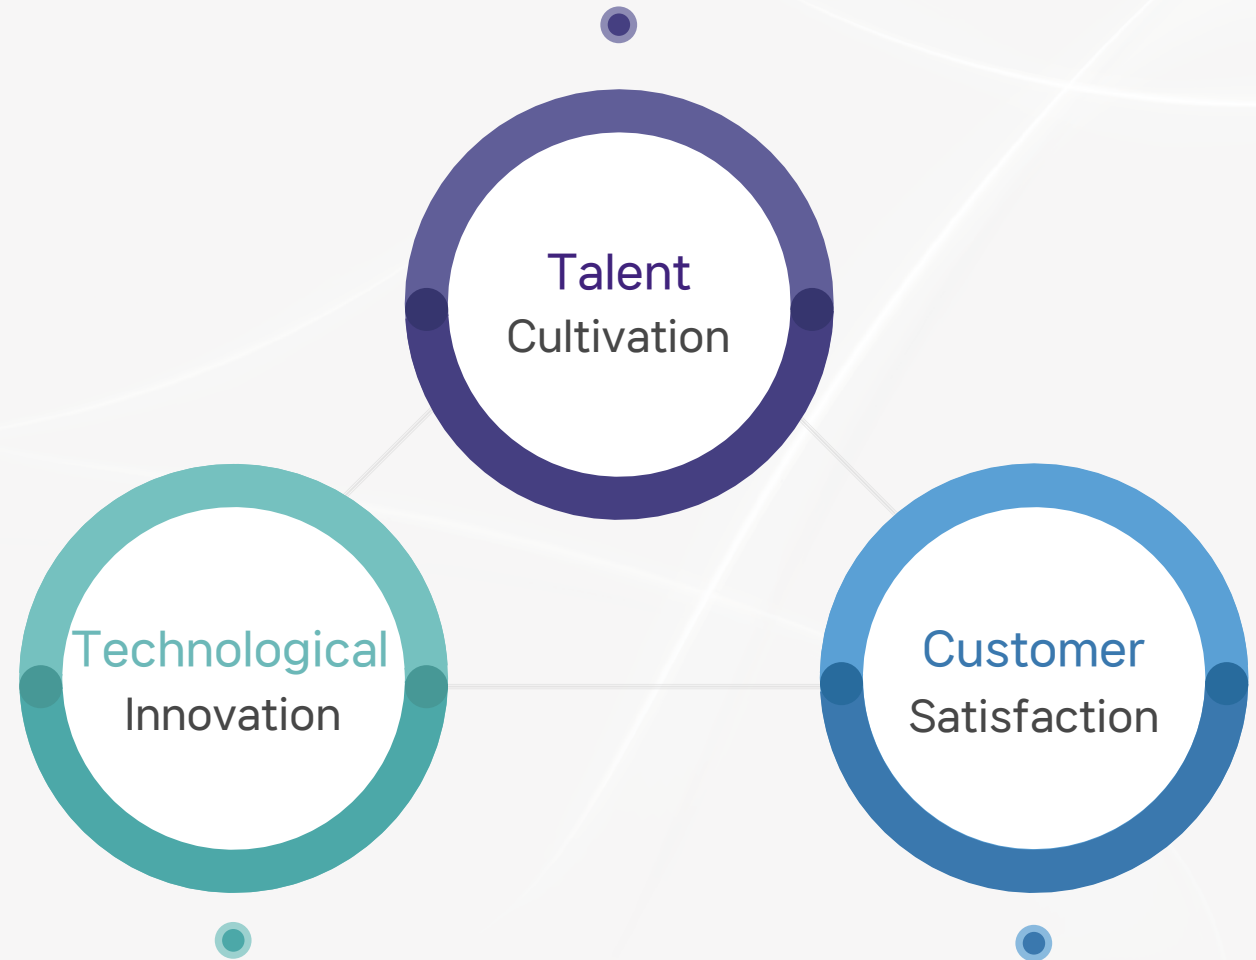 Talent
Cultivation
Technological
Innovation
Customer
Satisfaction